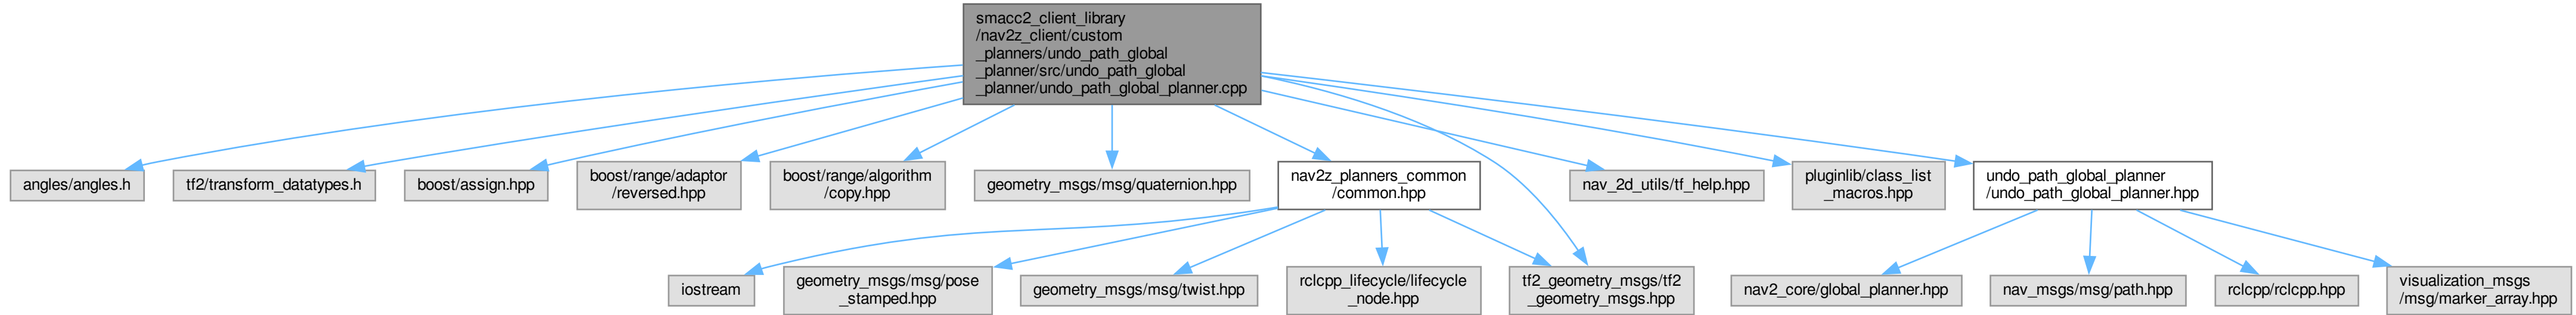 smacc2_client_library
/nav2z_client/custom
_planners/undo_path_global
_planner/src/undo_path_global
_planner/undo_path_global_planner.cpp
angles/angles.h
tf2/transform_datatypes.h
boost/assign.hpp
boost/range/adaptor
/reversed.hpp
boost/range/algorithm
/copy.hpp
geometry_msgs/msg/quaternion.hpp
nav2z_planners_common
/common.hpp
nav_2d_utils/tf_help.hpp
pluginlib/class_list
_macros.hpp
undo_path_global_planner
/undo_path_global_planner.hpp
iostream
geometry_msgs/msg/pose
_stamped.hpp
geometry_msgs/msg/twist.hpp
rclcpp_lifecycle/lifecycle
_node.hpp
tf2_geometry_msgs/tf2
_geometry_msgs.hpp
nav2_core/global_planner.hpp
nav_msgs/msg/path.hpp
rclcpp/rclcpp.hpp
visualization_msgs
/msg/marker_array.hpp